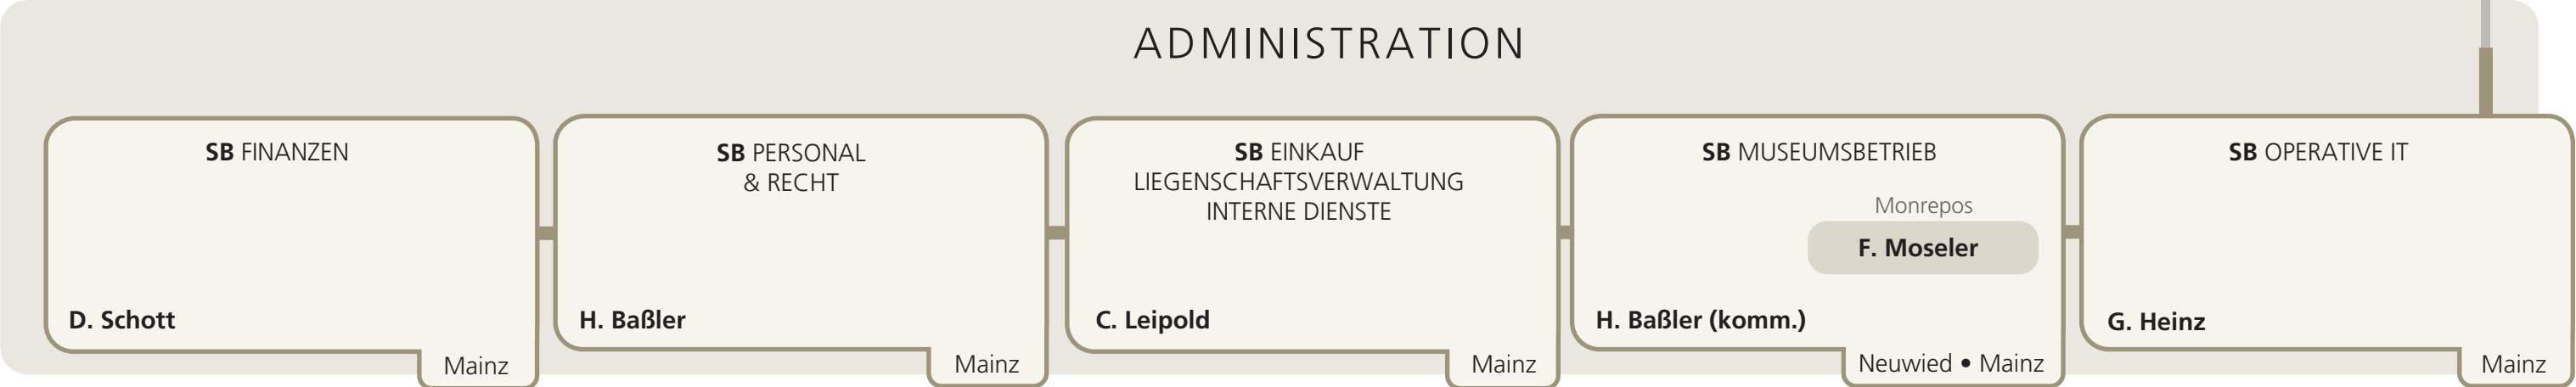 ADMINISTRATION
SB FINANZEN
D. Schott
Mainz
SB PERSONAL
& RECHT
H. Baßler
Mainz
SB EINKAUF
LIEGENSCHAFTSVERWALTUNG
INTERNE DIENSTE
C. Leipold
Mainz
SB MUSEUMSBETRIEB
Monrepos
F. Moseler
H. Baßler (komm.)
Neuwied • Mainz
SB OPERATIVE IT
G. Heinz
Mainz